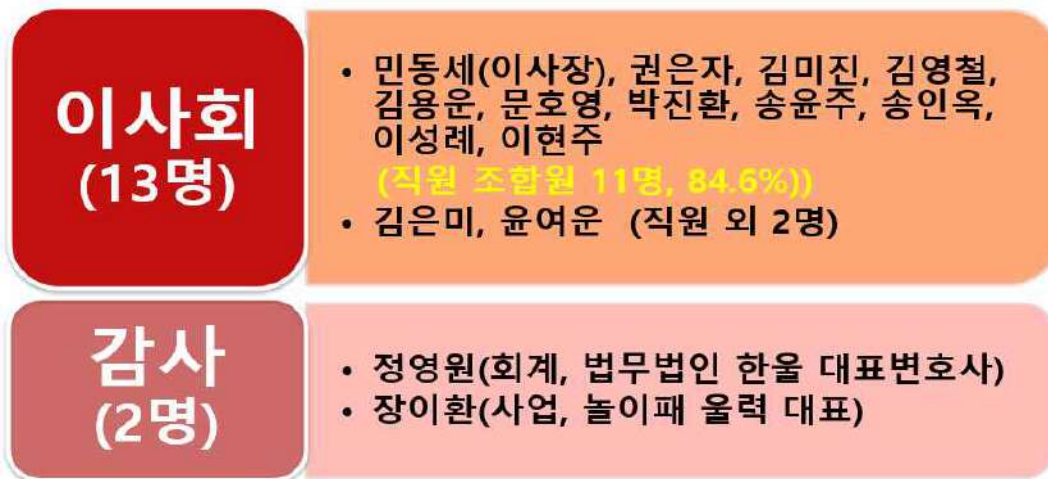 이사회
(13명)
• 민동세(이사장), 권은자, 김미진, 김영철,
김용운, 문호영, 박진환, 송윤주, 송인옥,
이성례, 이현주
(직원 조합원 11명, 84.6%))
• 김은미, 윤여운 (직원 외 2명)
감사
(2명)
• 정영원(회계, 법무법인 한울 대표변호사)
• 장이환(사업, 놀이패 울력 대표)